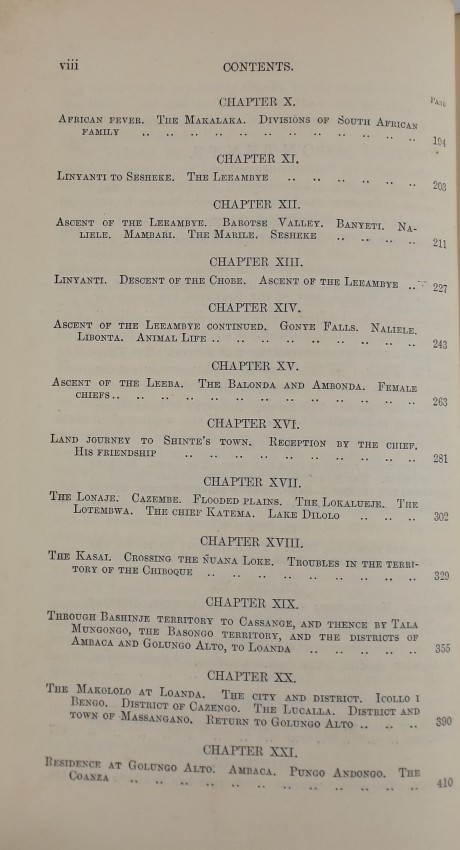 viii CONTENTS.
CHAPTER X.
PAGE
AFRICAN FEVER. THE MAKALAKA. DIVISIONS OF SOUTH AFRICAN
FAMILY .. .. .. .. .. .. .. .. .. .. .. .. 194
CHAPTER XI.
LINYANTI TO SESHEKE. THE LEEAMBYE .. .. .. .. .. .. 203
CHAPTER XII.
ASCENT OF THE LEEAMBYE. BAROTSE VALLEY. BANYETI. NA-
LIELE. MAMBARI. THE MARILE. SESHEKE .. .. .. .. 211
CHAPTER XIII.
LINYANTI. DESCENT OF THE CHOBE. ASCENT OF THE LEEAMBYE .. 227
CHAPTER XIV.
ASCENT OF THE LEEAMBYE CONTINUED. GONYE FALLS. NALIELE.
LIBONTA. ANIMAL LIFE .. .. .. .. .. .. .. .. .. 243
CHAPTER XV.
ASCENT OF THE LEEBA. THE BALONDA AND AMBONDA. FEMALE
CHIEFS .. .. .. .. .. .. .. .. .. .. .. .. .. 263
CHAPTER XVI.
LAND JOURNEY TO SHINTE'S TOWN. RECEPTION BY THE CHIEF.
HIS FRIENDSHIP .. .. .. .. .. .. .. .. .. .. 281
CHAPTER XVII.
THE LONAJE. CAZEMBE. FLOODED PLAINS. THE LOKALUEJE. THE
LOTEMBWA. THE CHIEF KATEMA. LAKE DILOLO .. .. .. 302
CHAPTER XVIII.
THE KASAI. CROSSING THE NUANA LOKE. TROUBLES IN THE TERRI-
TORY OF THE CHIBOQUE .. .. .. .. .. .. .. .. .. 329
CHAPTER XIX.
THROUGH BASHINJE TERRITORY TO CASSANGE, AND THENCE BY TALA
MUNGONGO, THE BASONGO TERRITORY, AND THE DISTRICTS OF
AMBACA AND GOLUNGO ALTO, TO LOANDA .. .. .. .. .. 355
CHAPTER XX.
THE MAKOLOLO AT LOANDA. THE CITY AND DISTRICT. ICOLLO I
BENGO. DISTRICT OF CAZENGO. THE LUCALLA. DISTRICT AND
TOWN OF MASSANGANO. RETURN TO GOLUNGO ALTO .. .. .. 390
CHAPTER XXI.
RESIDENCE AT GOLUNGO ALTO. AMBACA. PUNGO ANDONGO. THE
COANZA .. .. .. .. .. .. .. .. .. .. .. .. 410